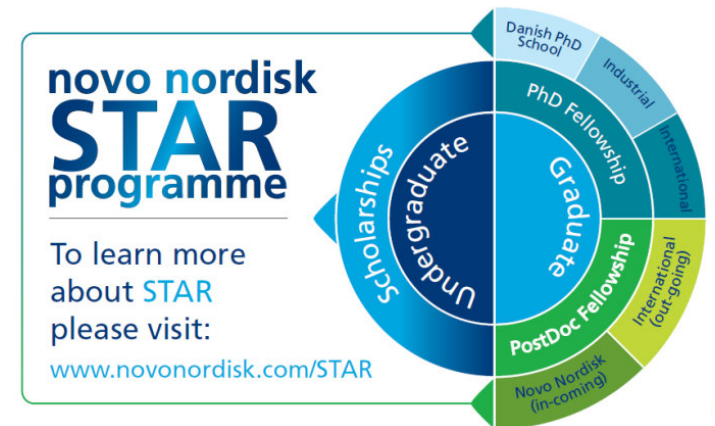 novo nordisk
STAR
programme
To learn more
about STAR
please visit:
www.novonordisk.com/STAR
Scholarships
Undergraduate
Graduate
PhD Fellowship
Danish PhD
School
Industrial
International
PostDoc Fellowship
International
(out-going)
Novo Nordisk
(in-coming)